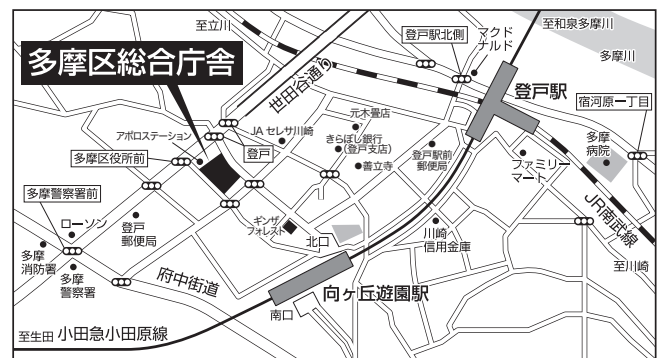 至立川
登戸駅北側
マクド
ナルド
至和泉多摩川
多摩川
多摩区総合庁舎
世田谷通り
登戸駅
宿河原一丁目
元木畳店
アポロステーション
JA セレサ川崎
きらぼし銀行
(登戸支店)
多摩区役所前
登戸
善立寺
登戸駅前
郵便局
ファミリー
マート
多摩
病院
多摩警察署前
ローソン
登戸
郵便局
ギンザ
フォレスト
北口
川崎
信用金庫
JR南武線
多摩
消防署
多摩
警察署
府中街道
向ヶ丘遊園駅
至川崎
南口
至生田 小田急小田原線